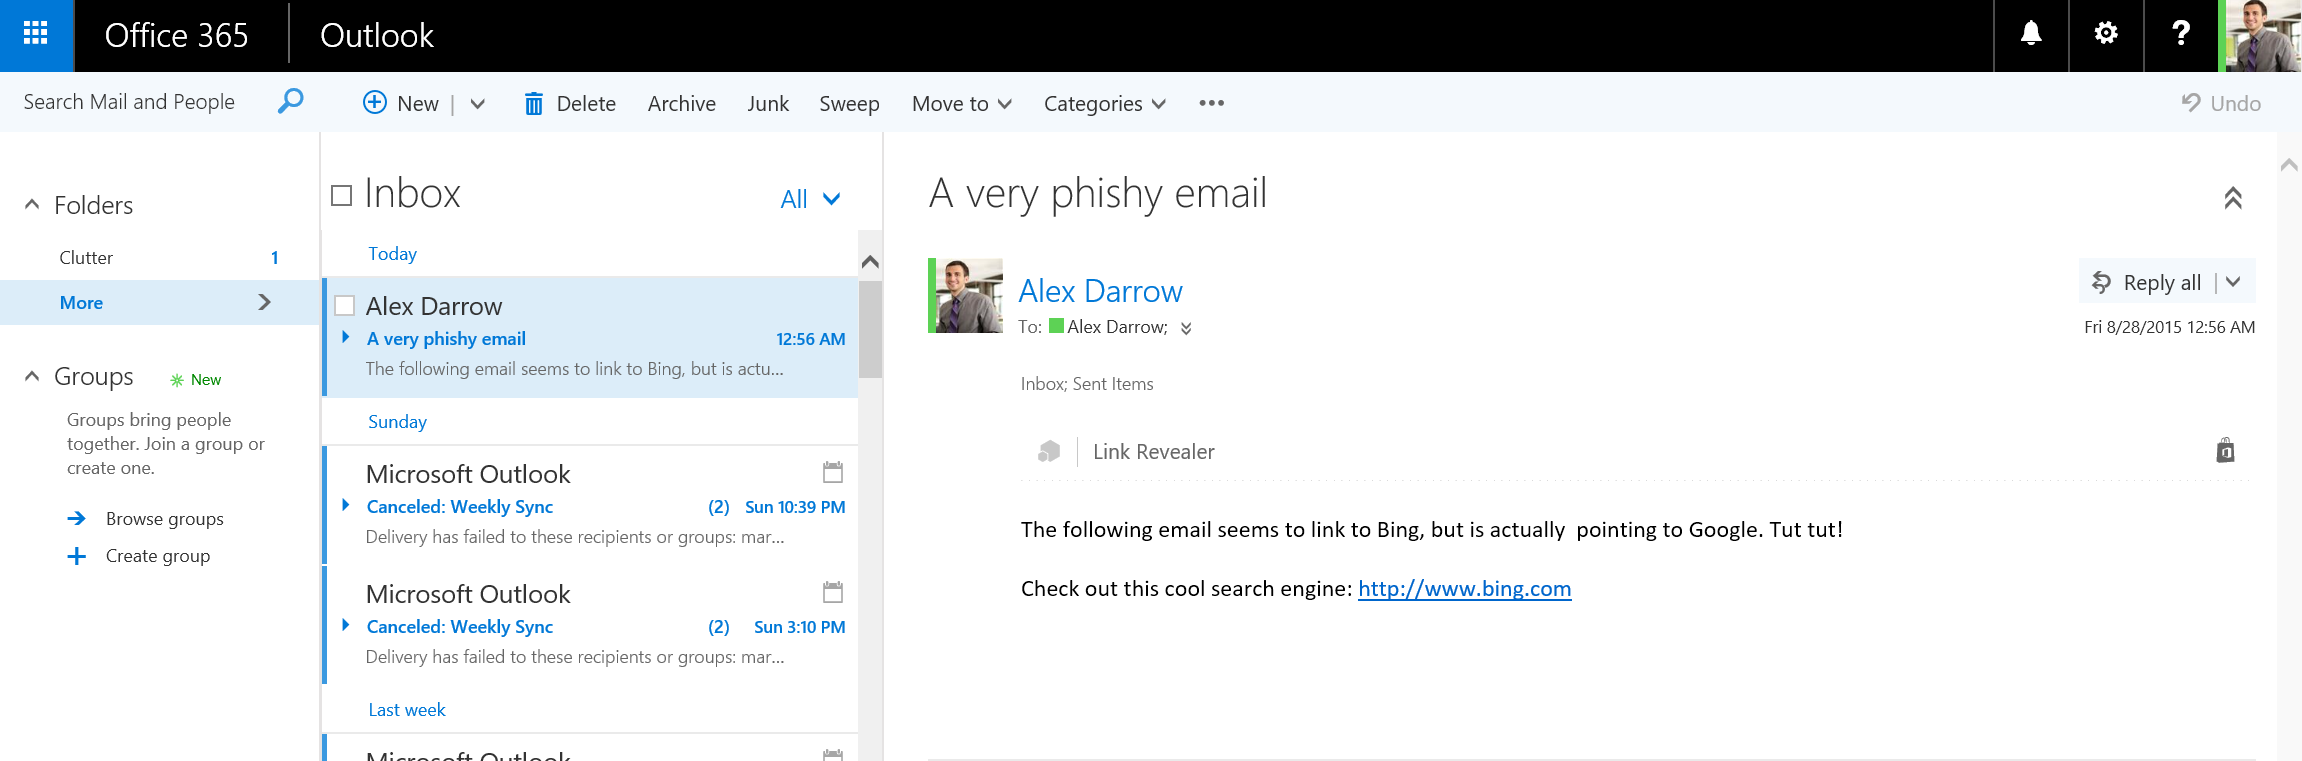 Office 365
Outlook
Search Mail and People
New
Delete
Archive
Junk
Sweep
Move to
Categories
Undo
Folders
Clutter 1
More
Groups New
Groups bring people
together. Join a group or
create one.
Browse groups
Create group
Inbox
All
Today
Alex Darrow
A very phishy email 12:56 AM
The following email seems to link to Bing, but is actu...
Sunday
Microsoft Outlook
Canceled: Weekly Sync (2) Sun 10:39 PM
Delivery has failed to these recipients or groups: mar...
Microsoft Outlook
Canceled: Weekly Sync (2) Sun 3:10 PM
Delivery has failed to these recipients or groups: mar...
Last week
Microsoft Outlook
A very phishy email
Alex Darrow
Reply all
To: Alex Darrow;
Fri 8/28/2015 12:56 AM
Inbox; Sent Items
Link Revealer
The following email seems to link to Bing, but is actually  pointing to Google. Tut tut!
Check out this cool search engine: http://www.bing.com